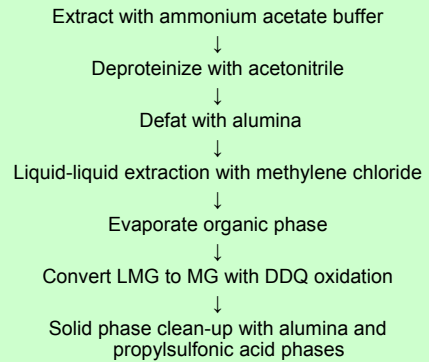 Extract with ammonium acetate buffer
↓
Deproteinize with acetonitrile
↓
Defat with alumina
↓
Liquid-liquid extraction with methylene chloride
↓
Evaporate organic phase
↓
Convert LMG to MG with DDQ oxidation
↓
Solid phase clean-up with alumina and
propylsulfonic acid phases